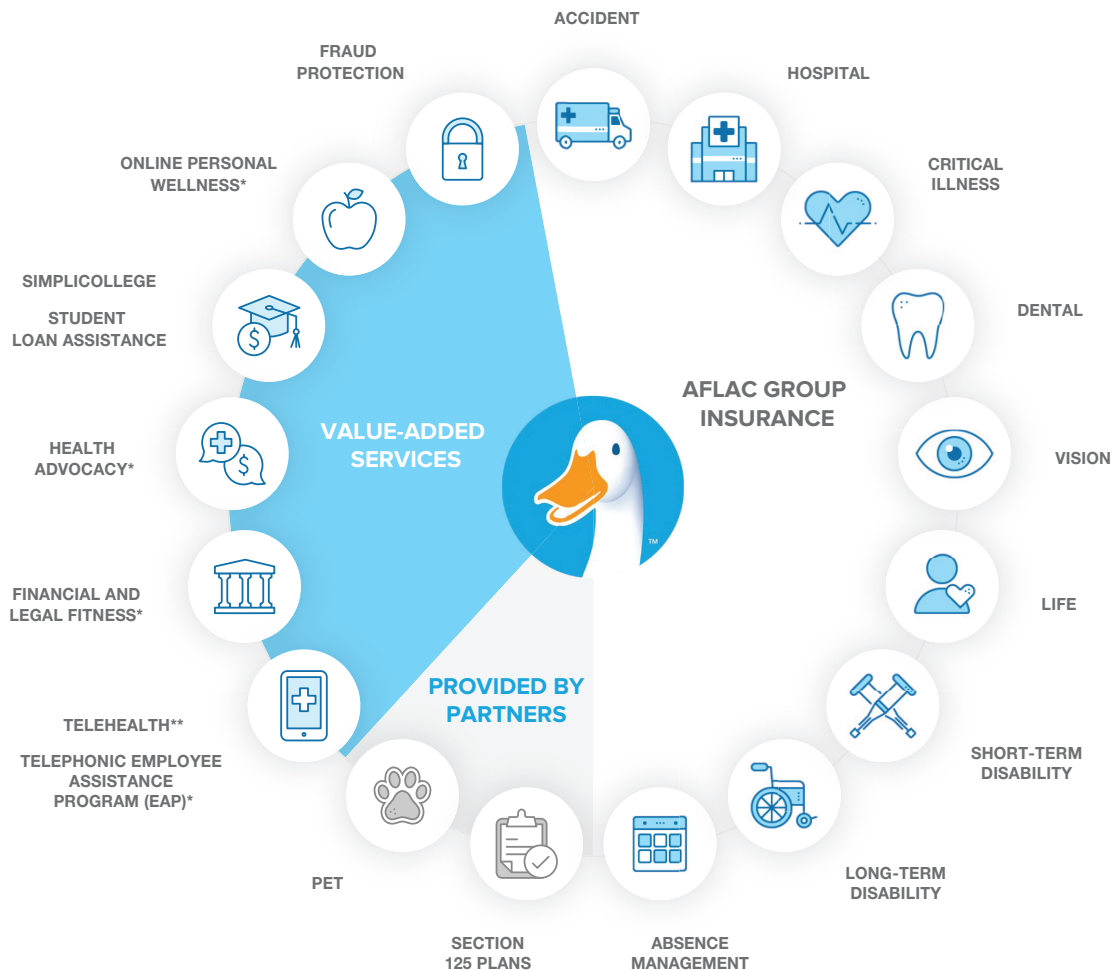 ACCIDENT
HOSPITAL
CRITICAL
ILLNESS
DENTAL
VISION
LIFE
SHORT-TERM
DISABILITY
LONG-TERM
DISABILITY
ABSENCE
MANAGEMENT
SECTION
125 PLANS
PET
TELEHEALTH**
TELEPHONIC EMPLOYEE
ASSISTANCE
PROGRAM (EAP)*
FINANCIAL AND
LEGAL FITNESS*
HEALTH
ADVOCACY*
SIMPLICOLLEGE
STUDENT
LOAN ASSISTANCE
ONLINE PERSONAL
WELLNESS*
FRAUD
PROTECTION
$
$
VALUE-ADDED
SERVICES
AFLAC GROUP
INSURANCE
PROVIDED BY
PARTNERS
TM